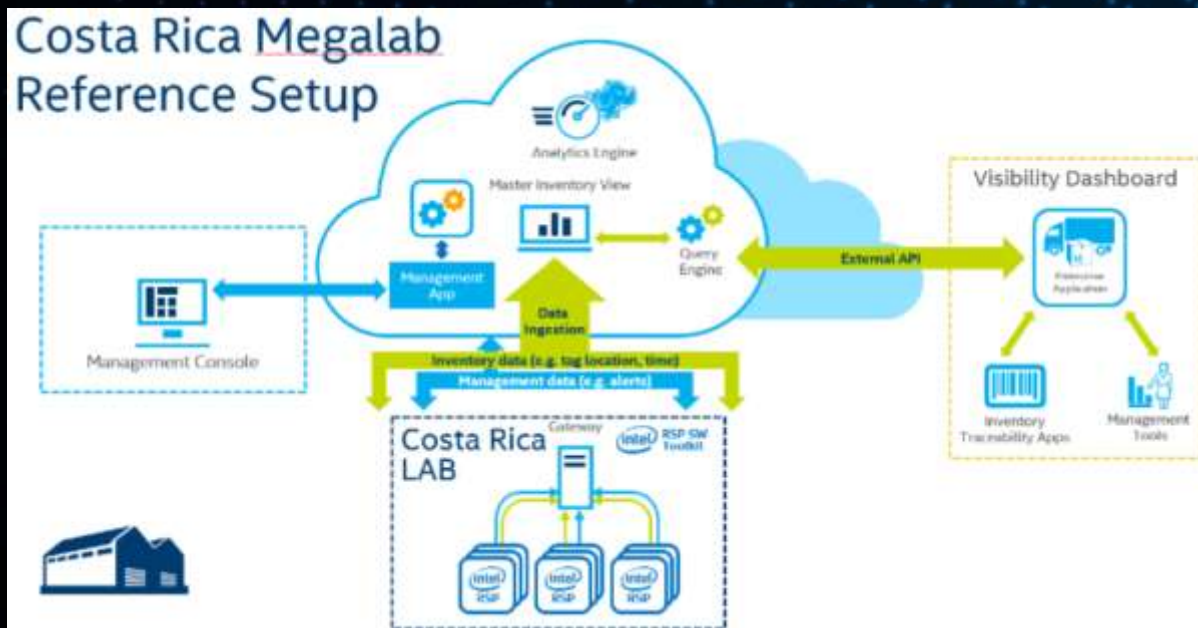 Costa Rica Megalab
Reference Setup
Analytics Engine
Master Inventory View
Query
Engine
Management
App
Data
Ingestion
External API
Visibility Dashboard
Enterprise
Application
Inventory
Traceability Apps
Management
Tools
Management Console
Inventory data (e.g. tag location, time)
Management data (e.g. alerts)
Costa Rica
LAB
Gateway
intel RSP SW
Toolkit
intel
RSP
intel
RSP
intel
RSP